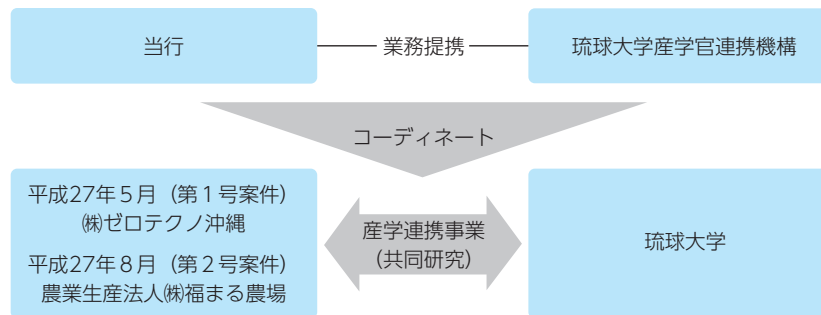 当行
業務提携
琉球大学産学官連携機構
コーディネート
平成27年5月（第1号案件）
㈱ゼロテクノ沖縄
平成27年8月（第2号案件）
農業生産法人㈱福まる農場
産学連携事業
（共同研究）
琉球大学